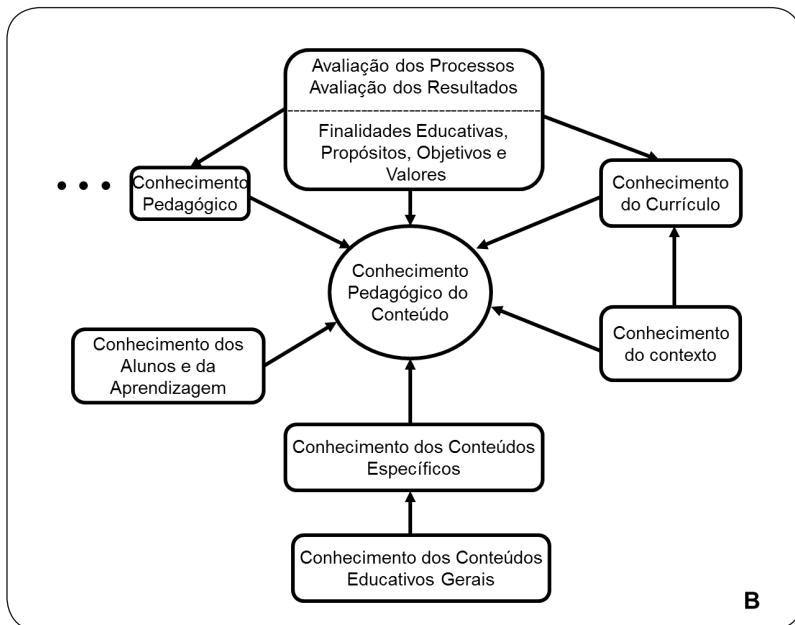 Avaliação dos Processos
Avaliação dos Resultados
Finalidades Educativas,
Propósitos, Objetivos e
Valores
Conhecimento
Pedagógico
Conhecimento
do Currículo
Conhecimento
Pedagógico do
Conteúdo
Conhecimento dos
Alunos e da
Aprendizagem
Conhecimento
do contexto
Conhecimento dos Conteúdos
Específicos
Conhecimento dos Conteúdos
Educativos Gerais
B